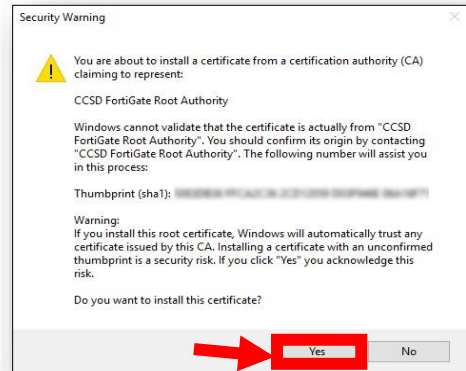 Security Warning
You are about to install a certificate from a certification authority (CA)
claiming to represent:
CCSD FortiGate Root Authority
Windows cannot validate that the certificate is actually from "CCSD
FortiGate Root Authority". You should confirm its origin by contacting
"CCSD FortiGate Root Authority". The following number will assist you
in this process:
Thumbprint (sha1):
Warning:
If you install this root certificate, Windows will automatically trust any
certificate issued by this CA. Installing a certificate with an unconfirmed
thumbprint is a security risk. If you click "Yes" you acknowledge this
risk.
Do you want to install this certificate?
Yes No